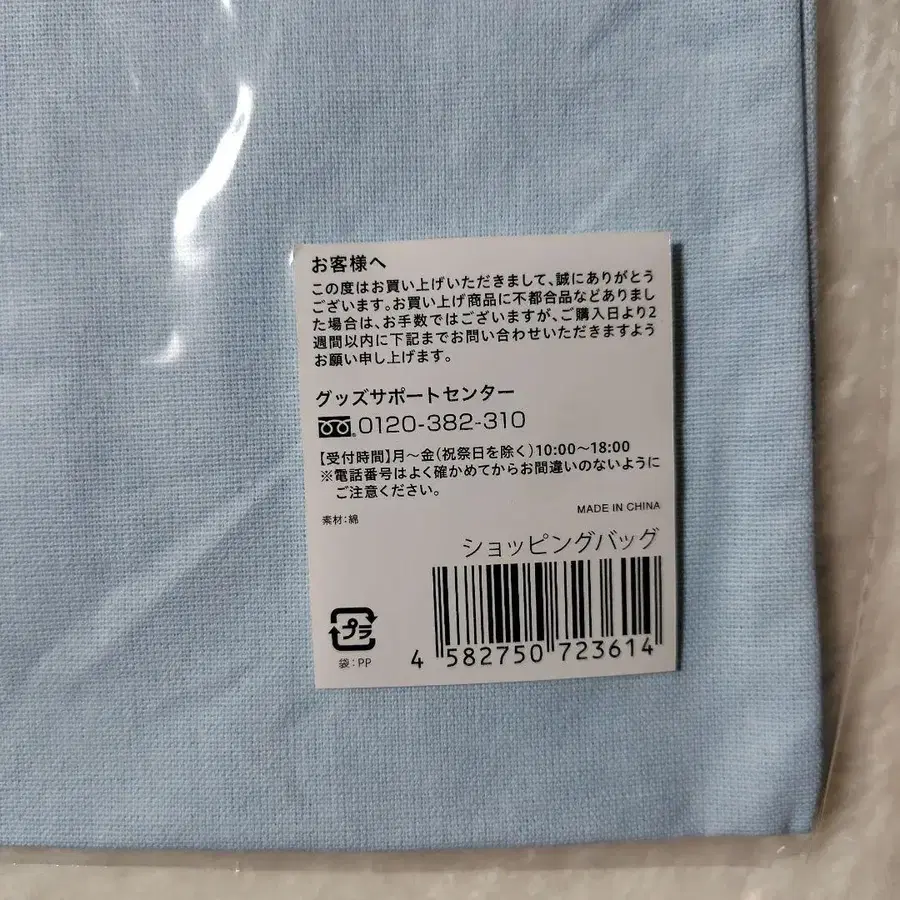 お客様へ
この度はお買い上げいただきまして、誠にありがとう
ございます。お買い上げ商品に不都合品などありまし
た場合は、お手数ではございますが、ご購入日より2
週間以内に下記までお問い合わせいただきますよう
お願い申し上げます。
グッズサポートセンター
0120-382-310
【受付時間】月～金（祝祭日を除く）10:00～18:00
※電話番号はよく確かめてからお間違いのないように
ご注意ください。
素材：綿
MADE IN CHINA
ショッピングバッグ
プラ
袋：PP
4 582750 723614